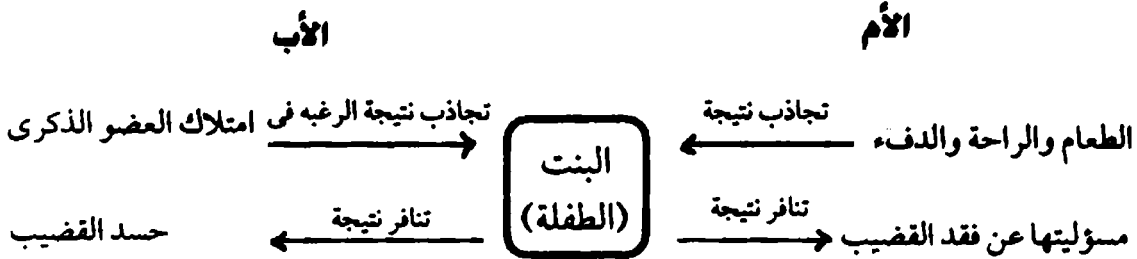 الأم
الأب
تجاذب نتيجة
الطعام والراحة والدفء
تجاذب نتيجة الرغبه فى
امتلاك العضو الذكرى
البنت
(الطفلة)
تنافر نتيجة
مسؤليتها عن فقد القضيب
تنافر نتيجة
حسد القضيب